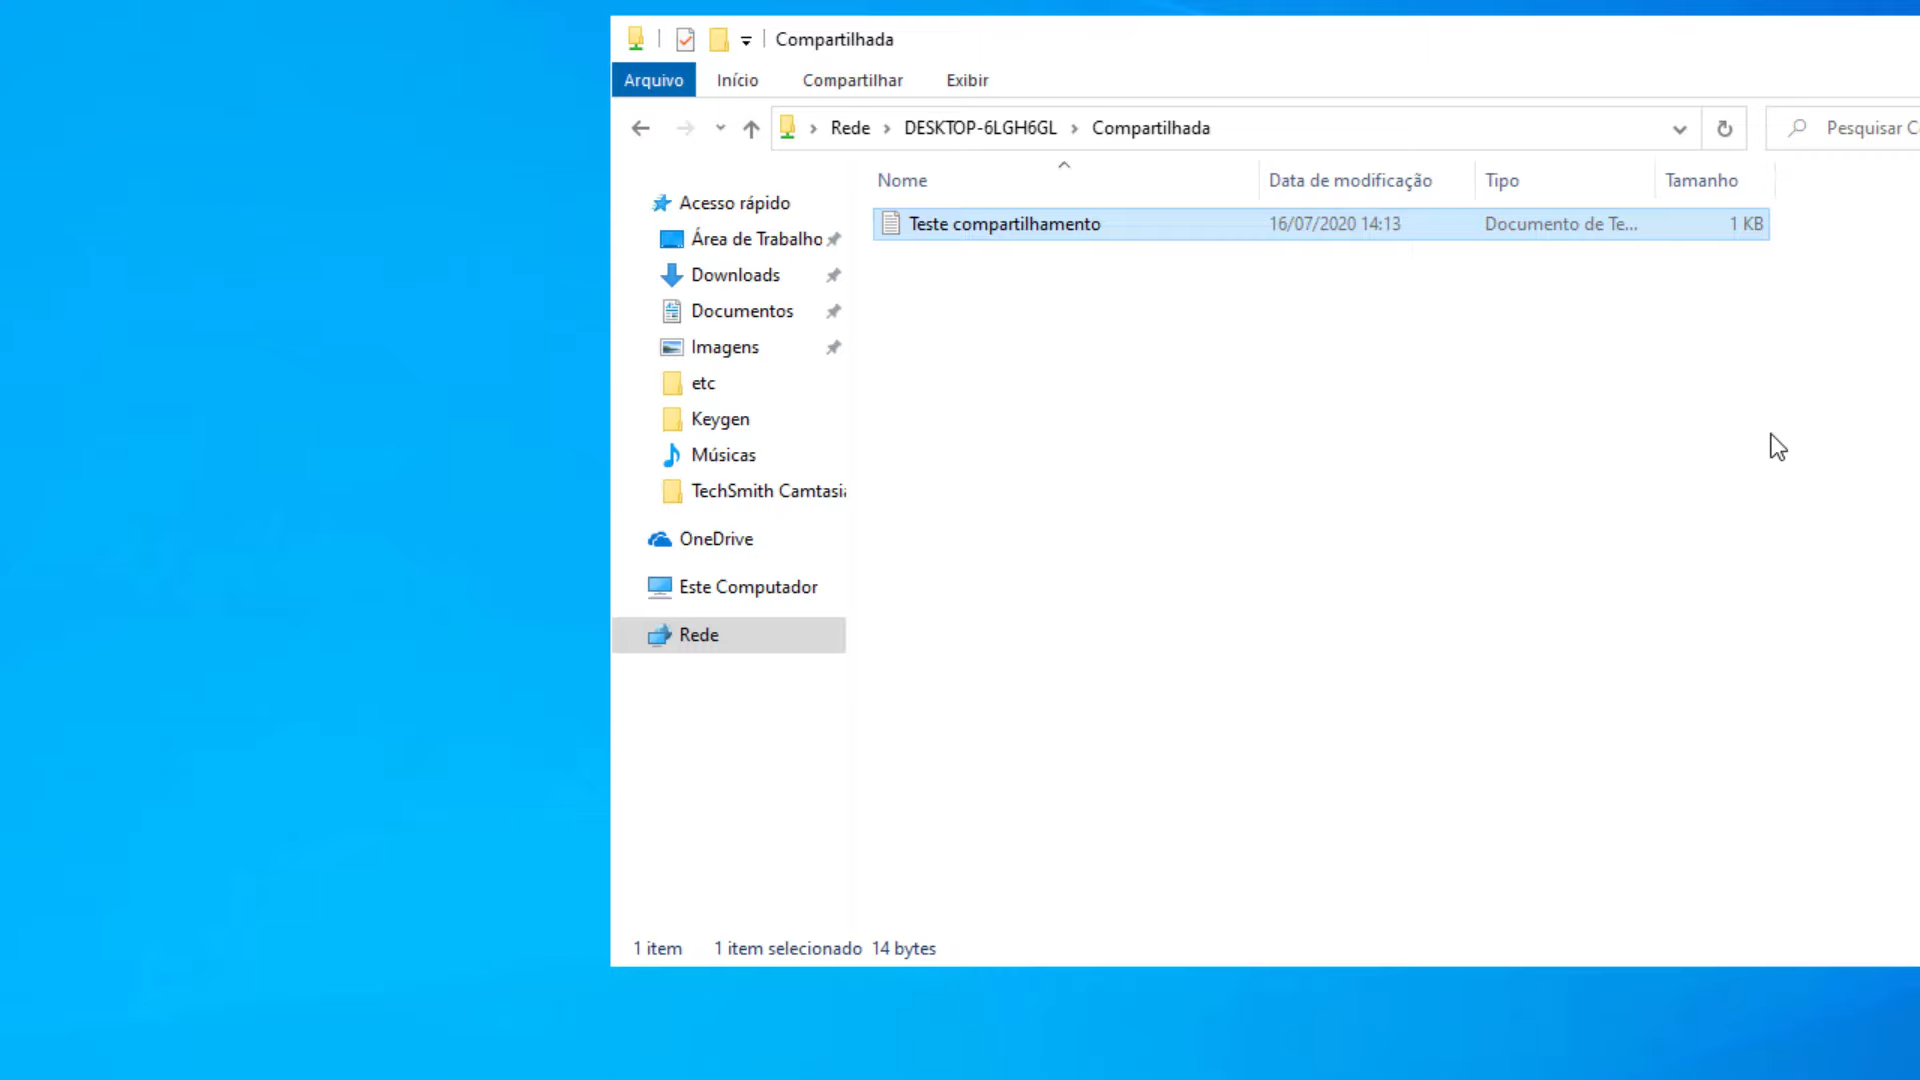 Compartilhada
Arquivo Início Compartilhar Exibir
Rede DESKTOP-6LGH6GL Compartilhada
Pesquisar
Nome Data de modificação Tipo Tamanho
Teste compartilhamento 16/07/2020 14:13 Documento de Te... 1 KB
Acesso rápido
Área de Trabalho
Downloads
Documentos
Imagens
etc
Keygen
Músicas
TechSmith Camtasia
OneDrive
Este Computador
Rede
1 item 1 item selecionado 14 bytes